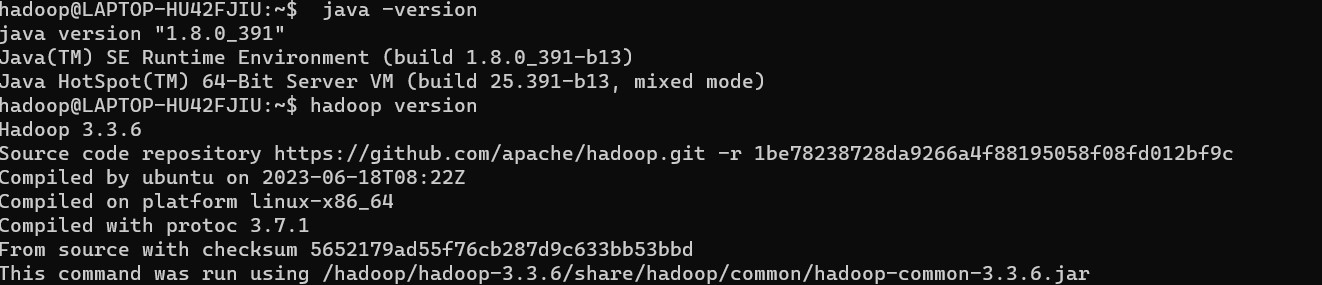 hadoop@LAPTOP-HU42FJIU:~$  java -version
java version "1.8.0_391"
Java(TM) SE Runtime Environment (build 1.8.0_391-b13)
Java HotSpot(TM) 64-Bit Server VM (build 25.391-b13, mixed mode)
hadoop@LAPTOP-HU42FJIU:~$ hadoop version
Hadoop 3.3.6
Source code repository https://github.com/apache/hadoop.git -r 1be78238728da9266a4f88195058f08fd012bf9c
Compiled by ubuntu on 2023-06-18T08:22Z
Compiled on platform linux-x86_64
Compiled with protoc 3.7.1
From source with checksum 5652179ad55f76cb287d9c633bb53bbd
This command was run using /hadoop/hadoop-3.3.6/share/hadoop/common/hadoop-common-3.3.6.jar